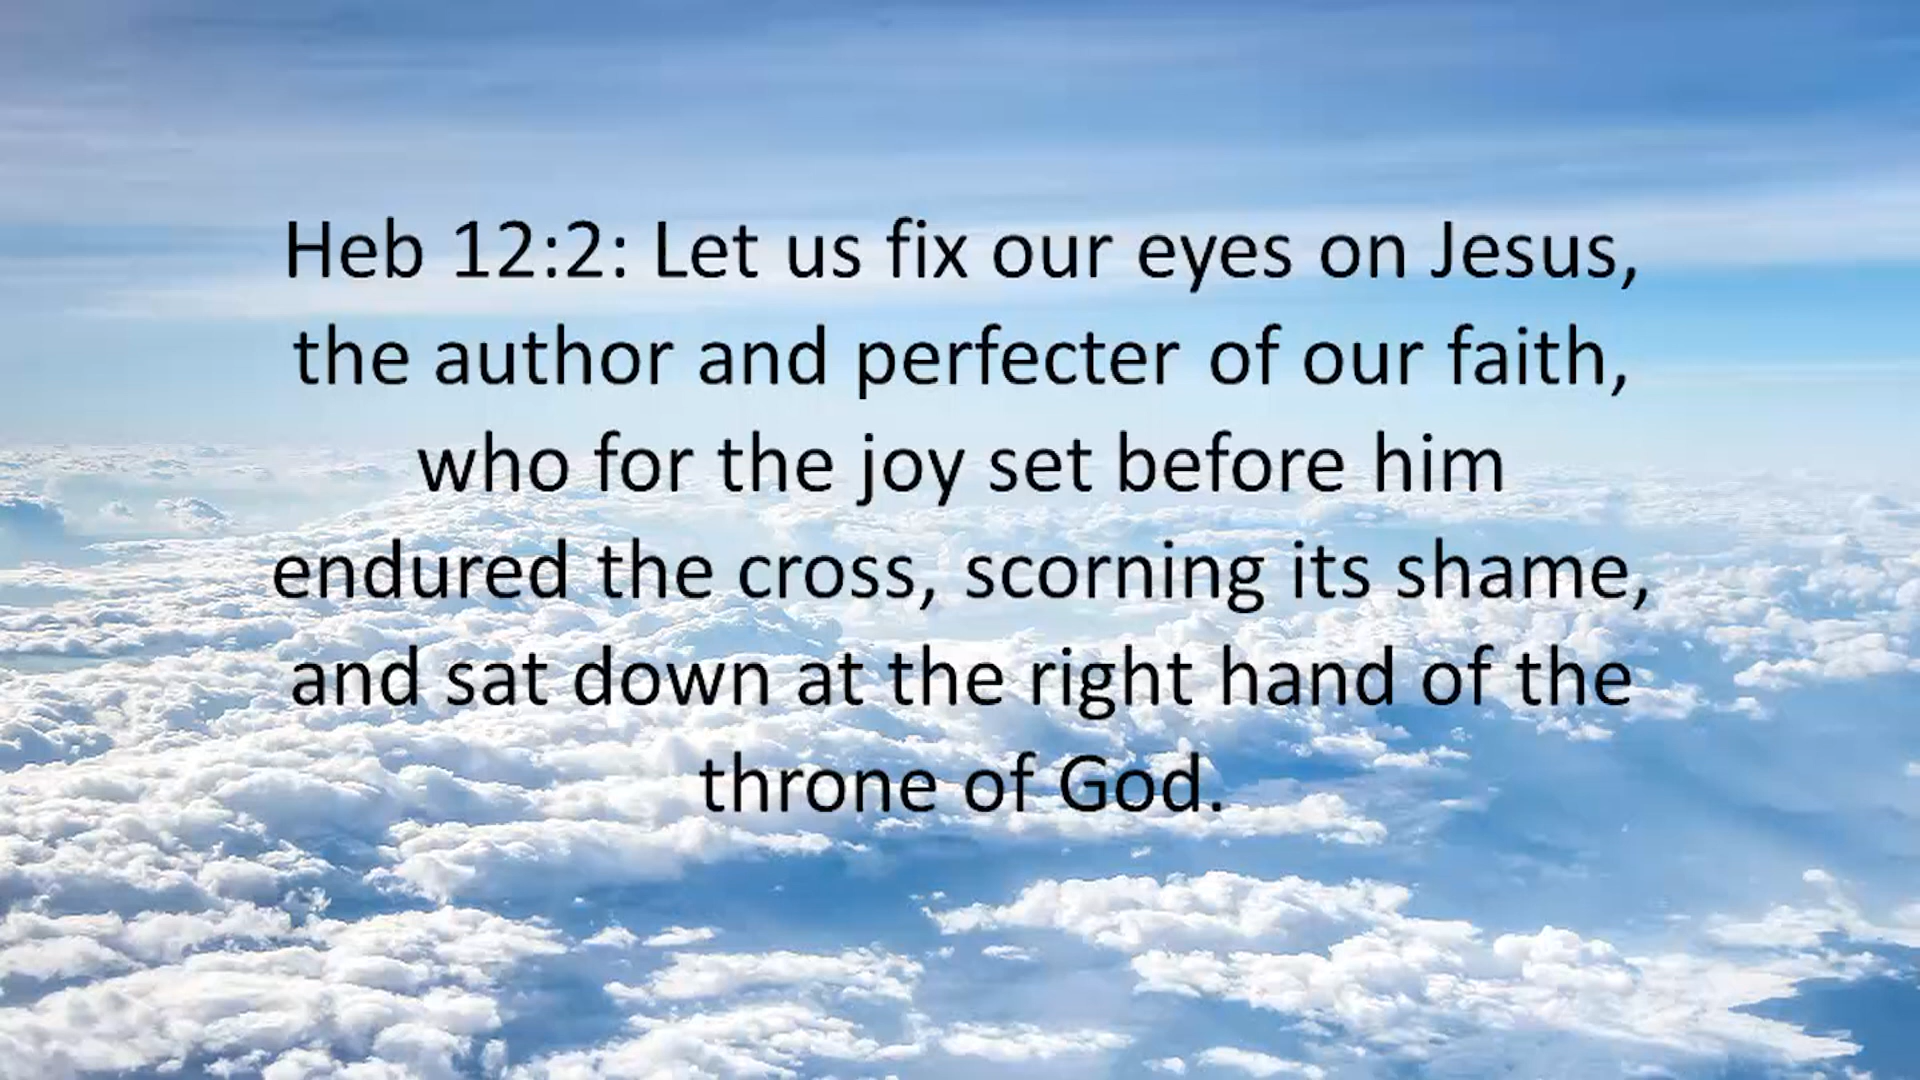 Heb 12:2: Let us fix our eyes on Jesus,
the author and perfecter of our faith,
who for the joy set before him
endured the cross, scorning its shame,
and sat down at the right hand of the
throne of God.